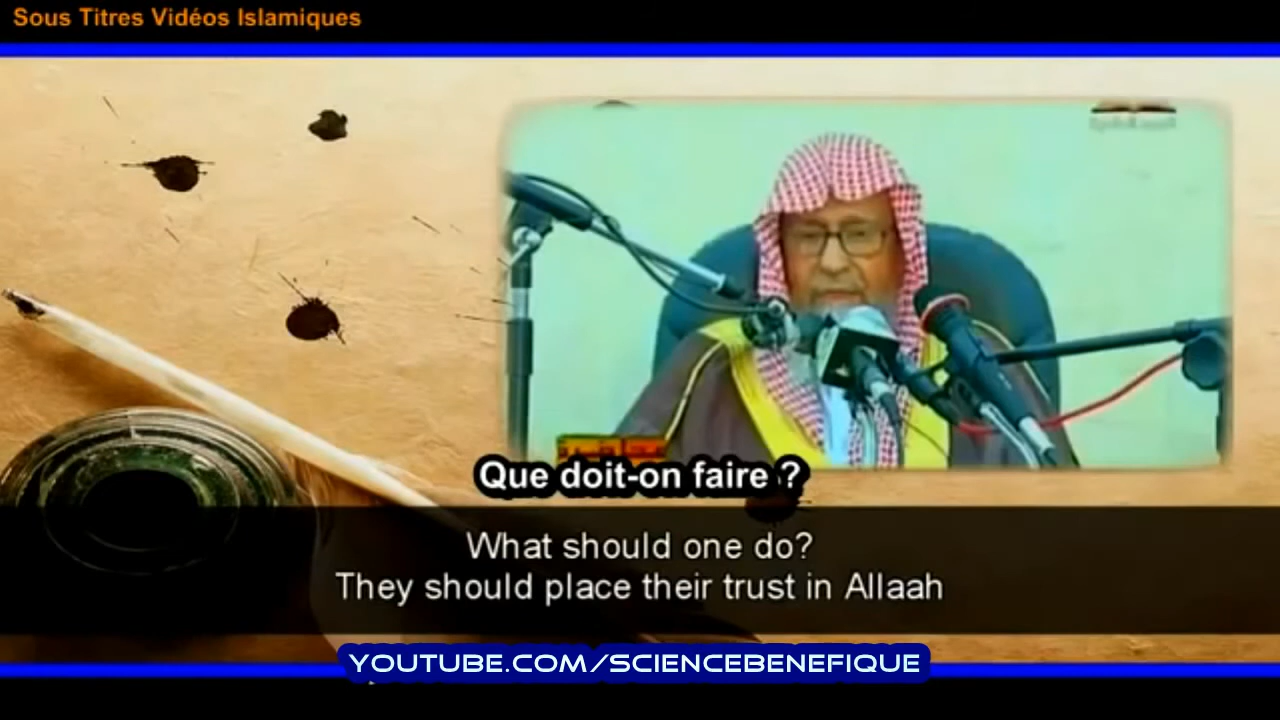 Sous Titres Vidéos Islamiques
Que doit-on faire ?
What should one do?
They should place their trust in Allaah
YOUTUBE.COM/SCIENCEBENEFIQUE